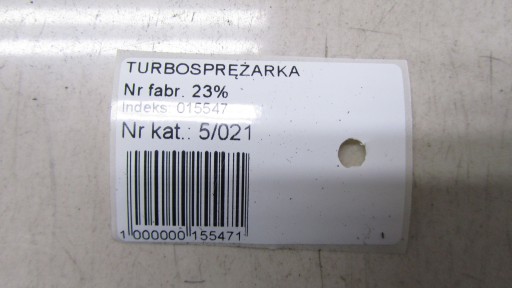 TURBOSPRĘŻARKA
Nr fabr. 23%
Indeks 015547
Nr kat.: 5/021
1 000000 155471